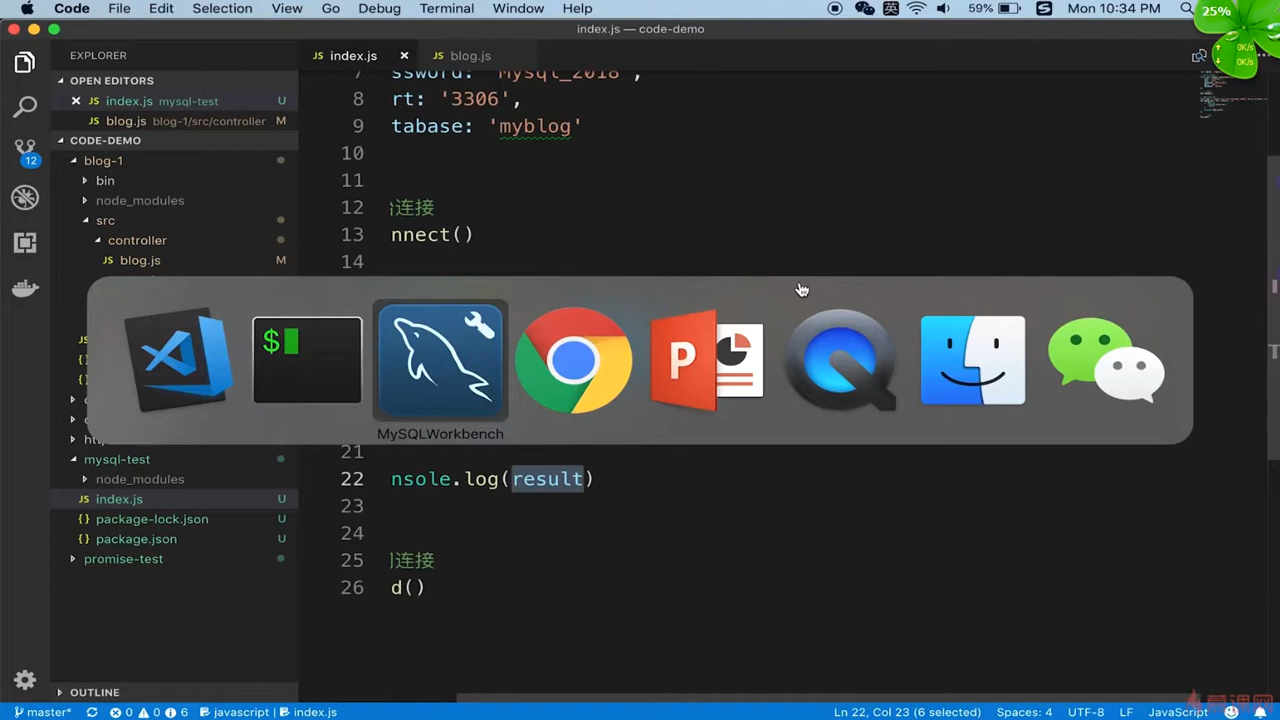 Code File Edit Selection View Go Debug Terminal Window Help 英 59% Mon 10:34 PM 25%
index.js — code-demo
0K/s
0K/s
EXPLORER
JS index.js
JS blog.js
OPEN EDITORS
JS index.js mysql-test U
JS blog.js blog-1/src/controller M
CODE-DEMO
12
blog-1
bin
node_modules
src
controller
JS blog.js M
mysql-test
node_modules
JS index.js U
{} package-lock.json U
{} package.json U
promise-test
OUTLINE
7 ssword: 'Mysql_2018',
8 rt: '3306',
9 tabase: 'myblog'
10
11
12 连接
13 nnect()
14
$
P
MySQLWorkbench
21
22 nsole.log(result)
23
24
25 连接
26 d()
master* 0 0 6 javascript index.js Ln 22, Col 23 (6 selected) Spaces: 4 UTF-8 LF JavaScript